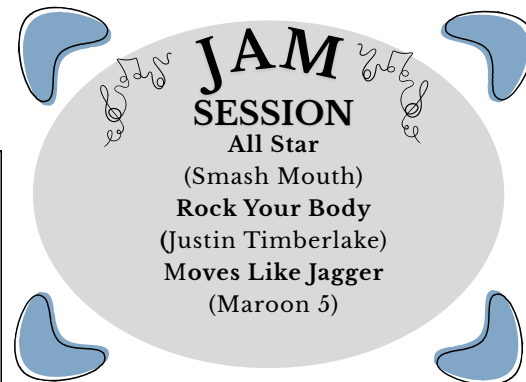 JAM
SESSION
All Star
(Smash Mouth)
Rock Your Body
(Justin Timberlake)
Moves Like Jagger
(Maroon 5)